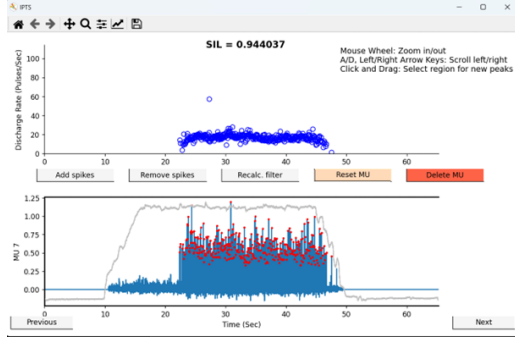 IPTS
SIL = 0.944037
Mouse Wheel: Zoom in/out
A/D, Left/Right Arrow Keys: Scroll left/right
Click and Drag: Select region for new peaks
Discharge Rate (Pulses/Sec)
100
80
60
40
20
0
0 10 20 30 40 50 60
Add spikes Remove spikes Recalc. filter Reset MU Delete MU
MU 7
1.25
1.00
0.75
0.50
0.25
0.00
0 10 20 30 40 50 60
Time (Sec)
Previous Next